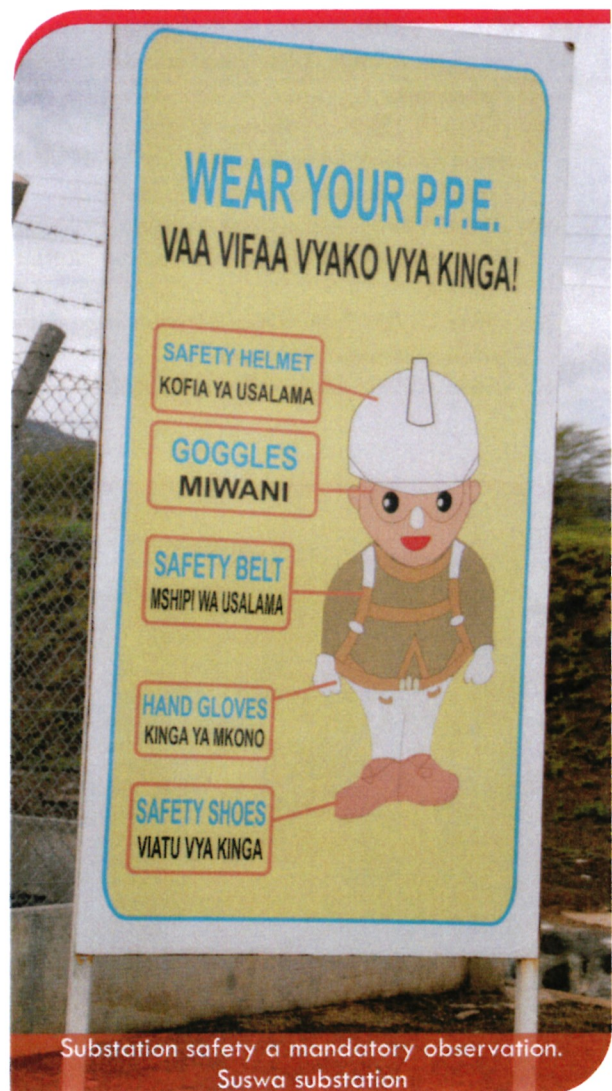 WEAR YOUR P.P.E.
VAA VIFAA VYAKO VYA KINGA!
SAFETY HELMET
KOFIA YA USALAMA
GOGGLES
MIWANI
SAFETY BELT
MSHIPI WA USALAMA
HAND GLOVES
KINGA YA MKONO
SAFETY SHOES
VIATU VYA KINGA
Substation safety a mandatory observation.
Suswa substation